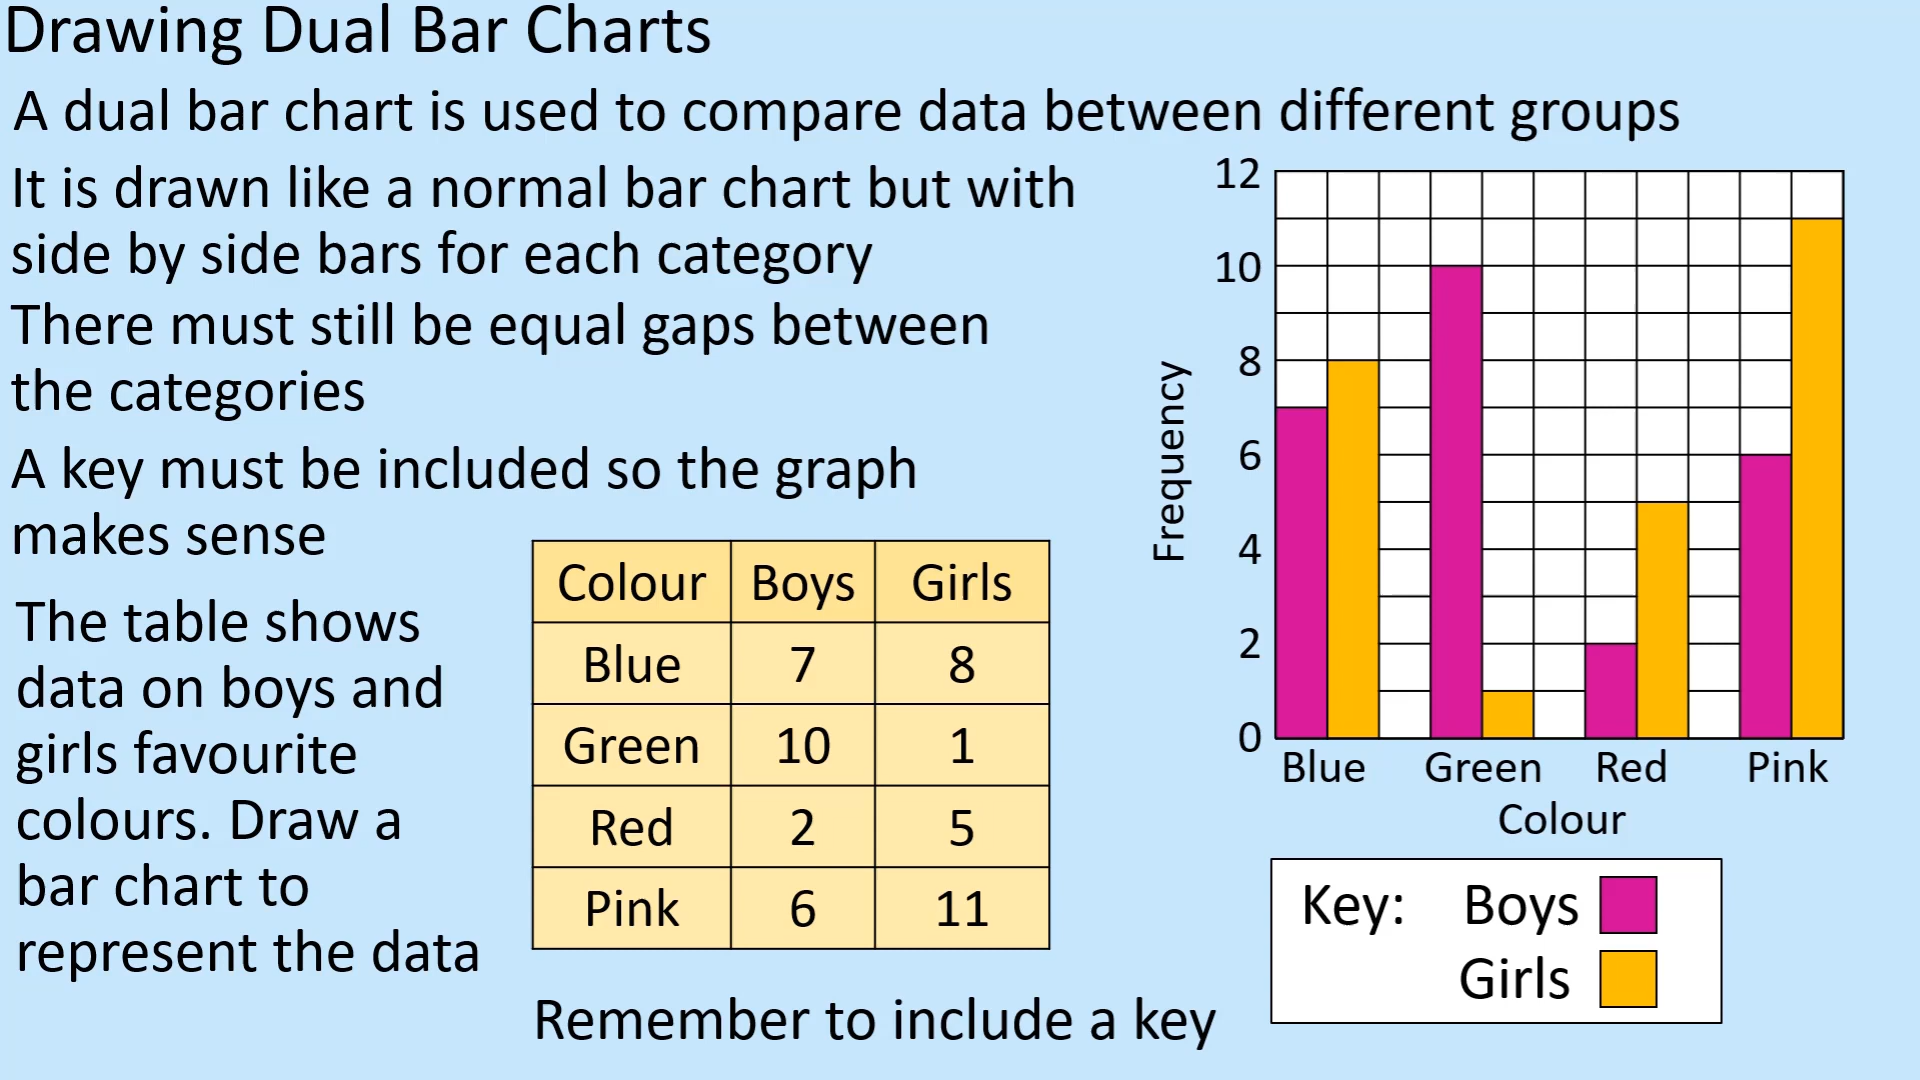 Drawing Dual Bar Charts
A dual bar chart is used to compare data between different groups
It is drawn like a normal bar chart but with
side by side bars for each category
There must still be equal gaps between
the categories
A key must be included so the graph
makes sense
The table shows
data on boys and
girls favourite
colours. Draw a
bar chart to
represent the data
Colour Boys Girls
Blue 7 8
Green 10 1
Red 2 5
Pink 6 11
Remember to include a key
Frequency
12
10
8
6
4
2
0
Blue Green Red Pink
Colour
Key: Boys
Girls